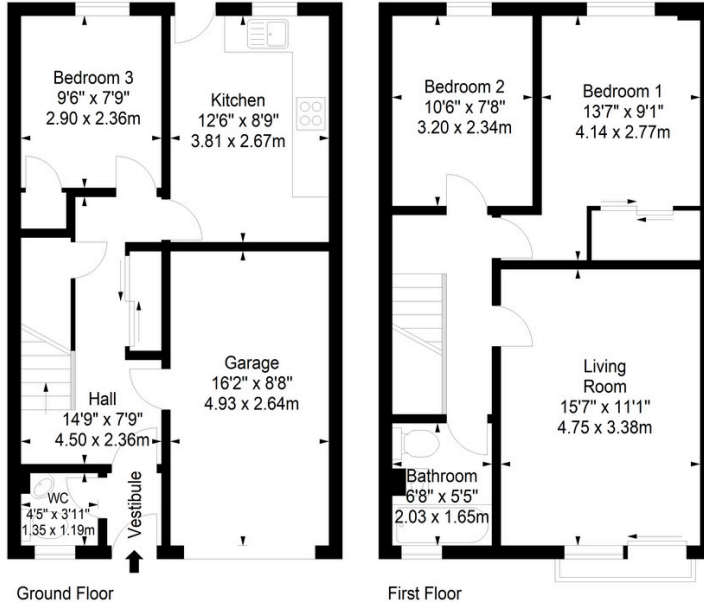 Bedroom 3
9'6" x 7'9"
2.90 x 2.36m
Kitchen
12'6" x 8'9"
3.81 x 2.67m
Garage
16'2" x 8'8"
4.93 x 2.64m
Hall
14'9" x 7'9"
4.50 x 2.36m
WC
4'5" x 3'11"
1.35 x 1.19m
Vestibule
Ground Floor
Bedroom 2
10'6" x 7'8"
3.20 x 2.34m
Bedroom 1
13'7" x 9'1"
4.14 x 2.77m
Living
Room
15'7" x 11'1"
4.75 x 3.38m
Bathroom
6'8" x 5'5"
2.03 x 1.65m
First Floor